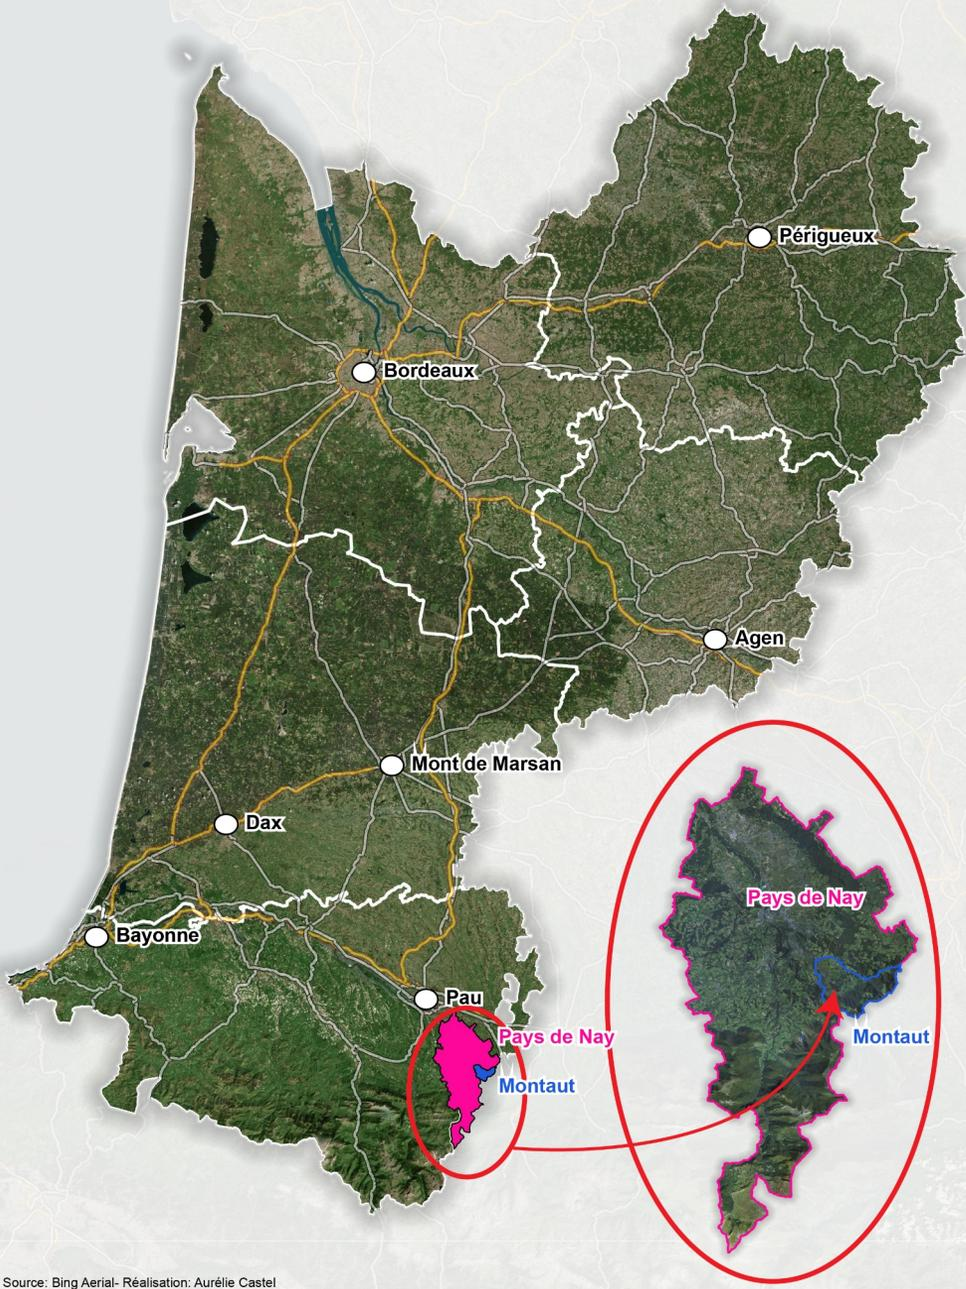 Périgueux
Bordeaux
Agen
Mont de Marsan
Dax
Pays de Nay
Bayonne
Pau
Pays de Nay
Montaut
Montaut
Source: Bing Aerial- Réalisation: Aurélie Castel